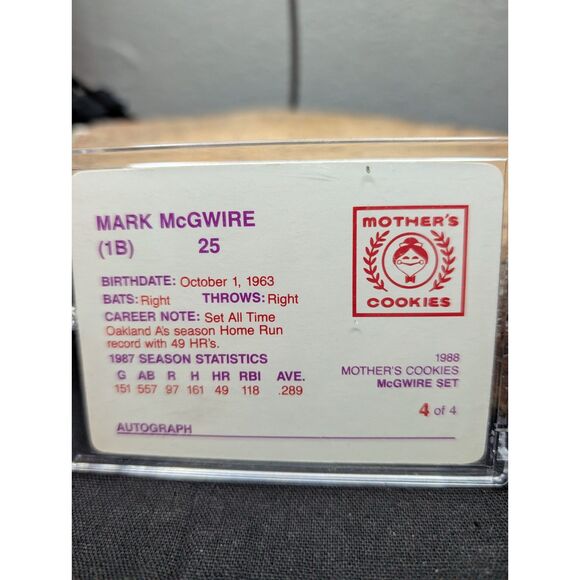 MARK McGWIRE
(1B) 25
BIRTHDATE: October 1, 1963
BATS: Right THROWS: Right
CAREER NOTE: Set All Time
Oakland A's season Home Run
record with 49 HR's.
1987 SEASON STATISTICS
G AB R H HR RBI AVE.
151 557 97 161 49 118 .289
AUTOGRAPH
MOTHER'S
COOKIES
1988
MOTHER'S COOKIES
McGWIRE SET
4 of 4